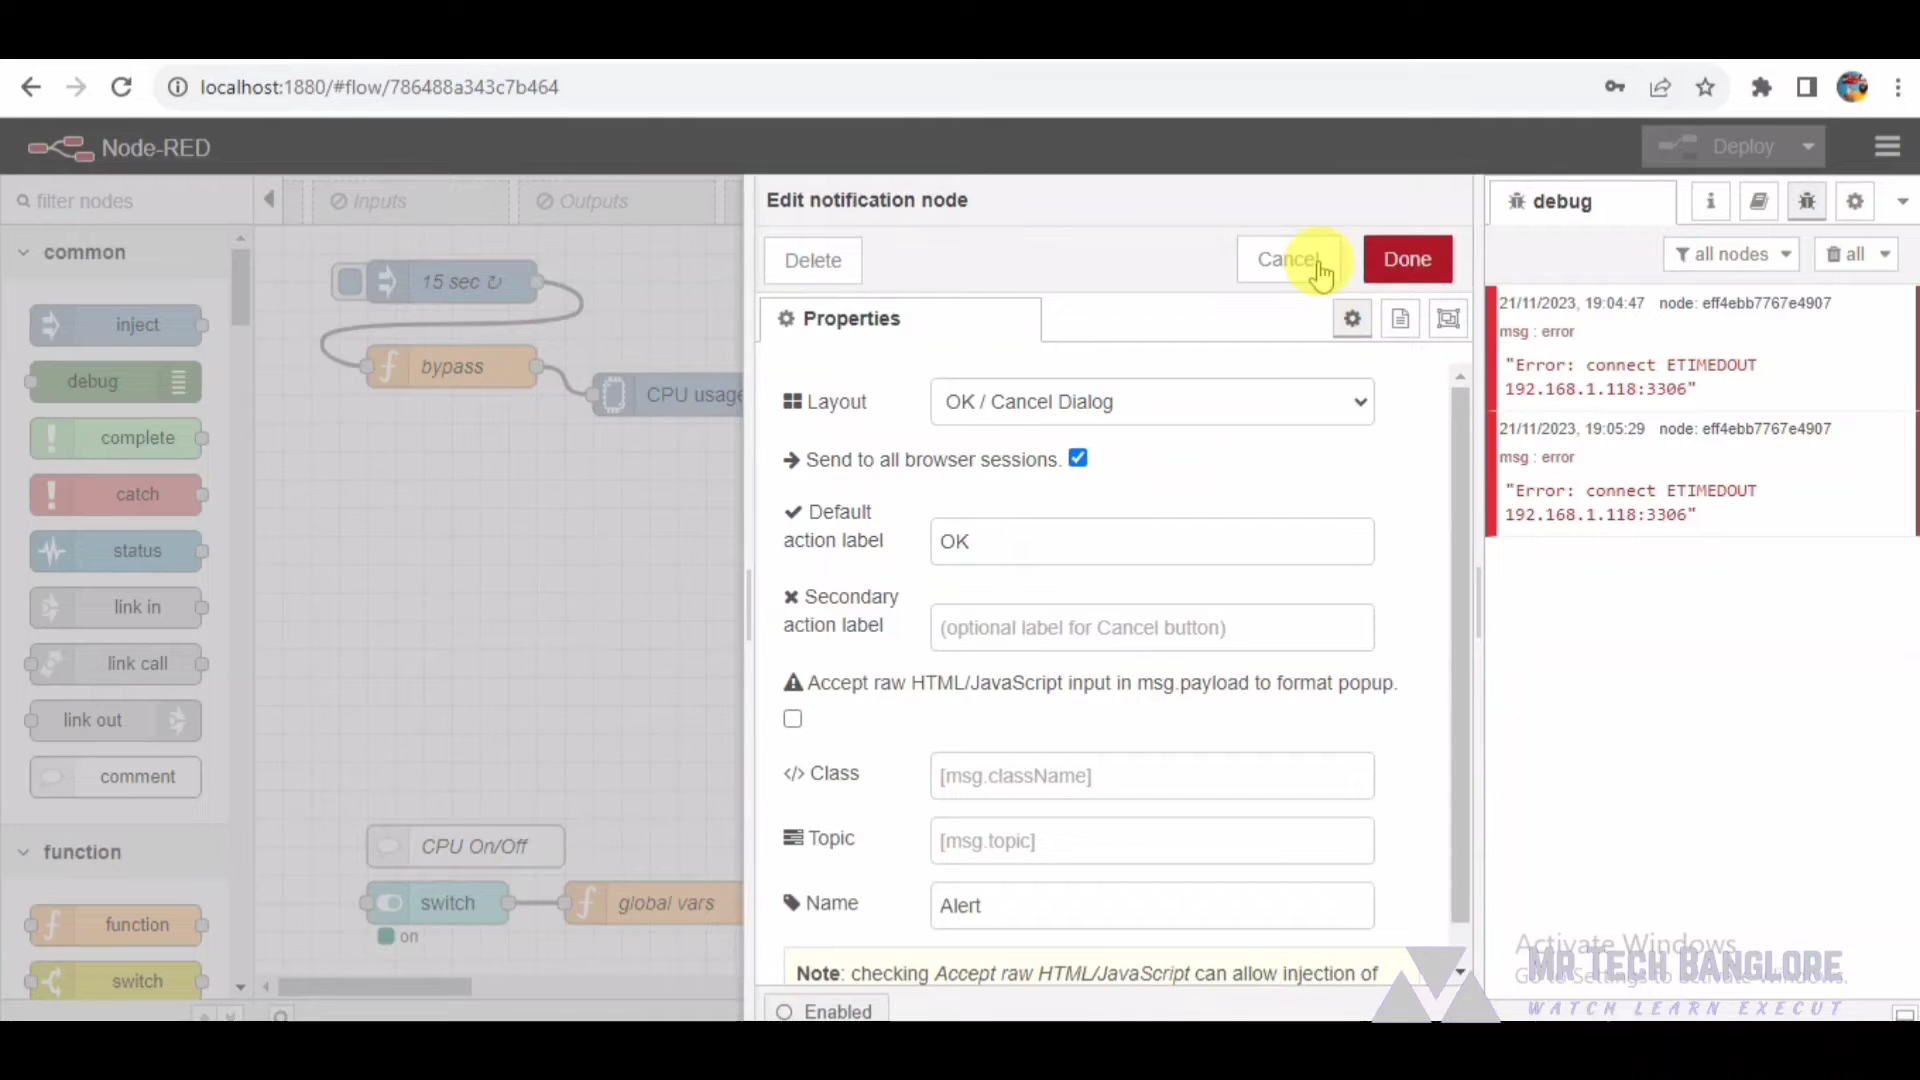 localhost:1880/#flow/786488a343c7b464
Node-RED
Deploy
filter nodes
Inputs
Outputs
Edit notification node
debug
Delete
Cancel
Done
all nodes
all
common
inject
debug
complete
catch
status
link in
link call
link out
comment
function
function
switch
15 sec ↻
bypass
CPU usage
CPU On/Off
switch
global vars
on
Properties
Layout
OK / Cancel Dialog
Send to all browser sessions.
Default
action label
OK
Secondary
action label
(optional label for Cancel button)
Accept raw HTML/JavaScript input in msg.payload to format popup.
</> Class
[msg.className]
Topic
[msg.topic]
Name
Alert
Note: checking Accept raw HTML/JavaScript can allow injection of
Enabled
21/11/2023, 19:04:47 node: eff4ebb7767e4907
msg : error
"Error: connect ETIMEDOUT
192.168.1.118:3306"
21/11/2023, 19:05:29 node: eff4ebb7767e4907
msg : error
"Error: connect ETIMEDOUT
192.168.1.118:3306"
Activate Windows
Go to Settings to activate Windows.
MR TECH BANGLORE
WATCH LEARN EXECUT